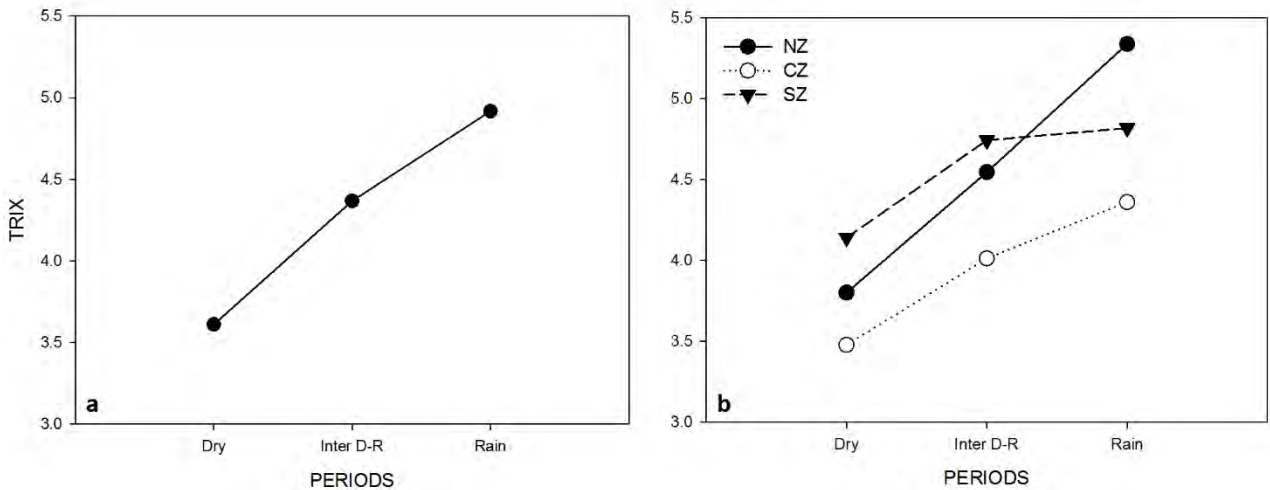 5.5
5.0
4.5
4.0
3.5
3.0
TRIX
a
Dry Inter D-R Rain
PERIODS
5.5
5.0
4.5
4.0
3.5
3.0
NZ
CZ
SZ
b
Dry Inter D-R Rain
PERIODS